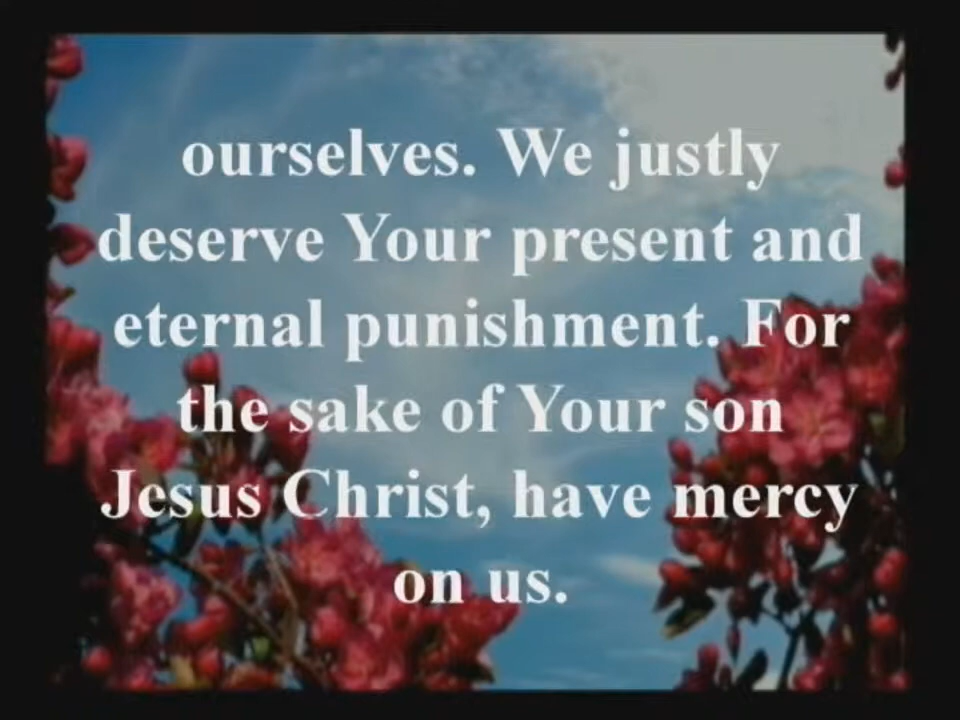 ourselves. We justly
deserve Your present and
eternal punishment. For
the sake of Your son
Jesus Christ, have mercy
on us.